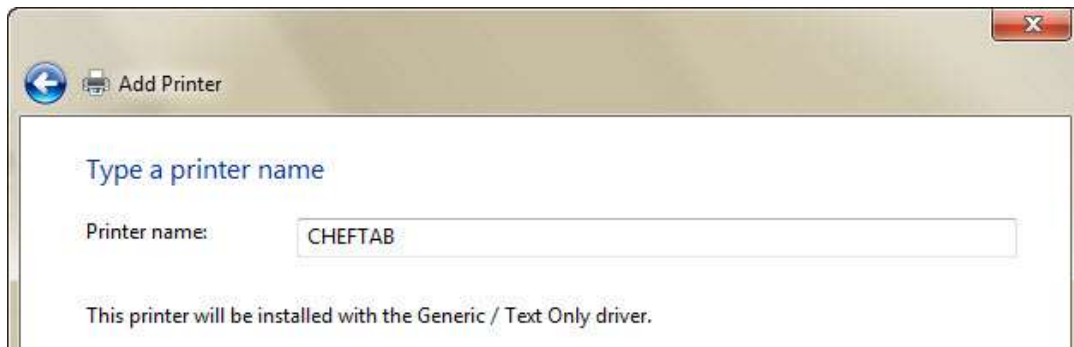 Add Printer
Type a printer name
Printer name: CHEFTAB
This printer will be installed with the Generic / Text Only driver.